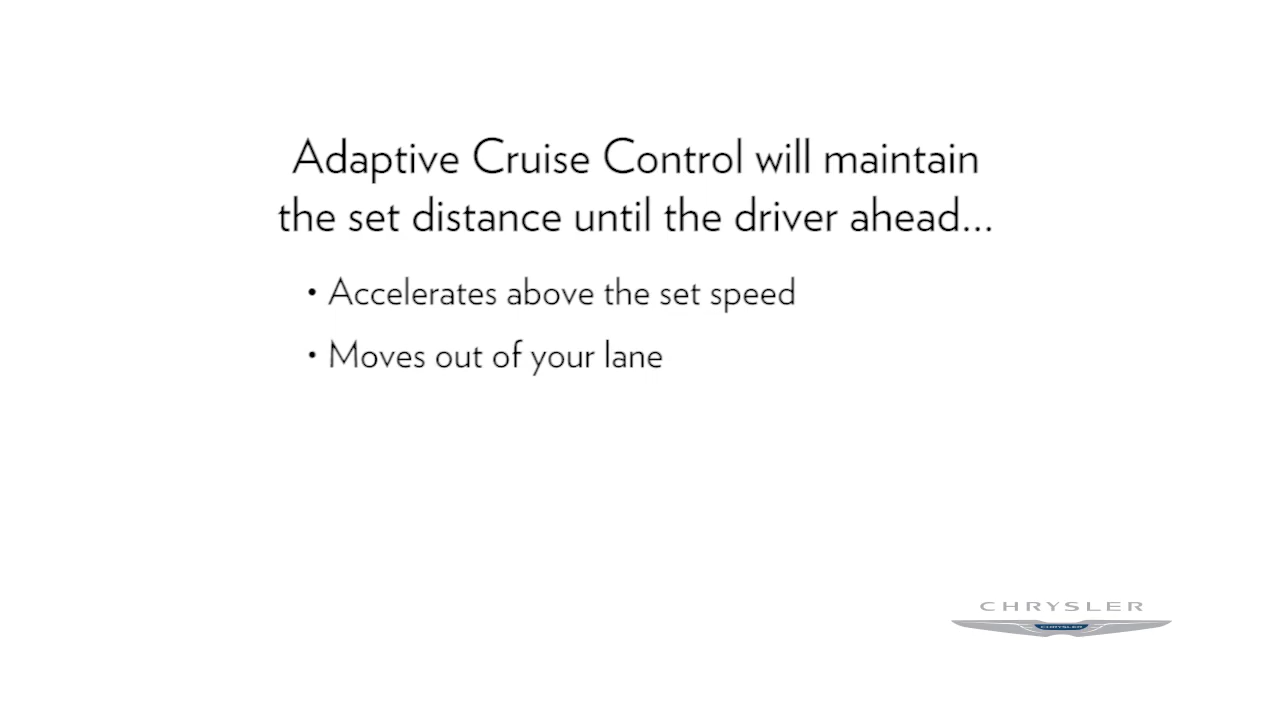 Adaptive Cruise Control will maintain
the set distance until the driver ahead...
• Accelerates above the set speed
• Moves out of your lane
CHRYSLER
CHRYSLER